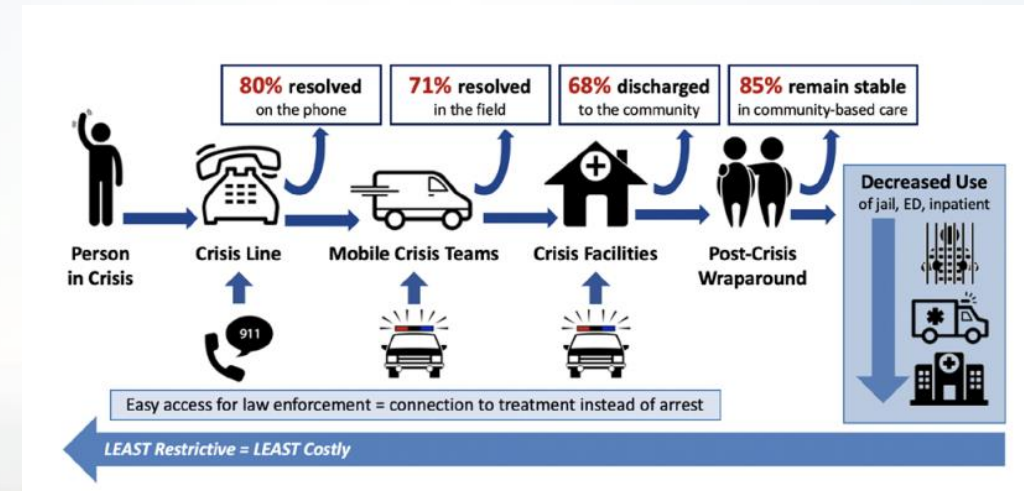 80% resolved
on the phone
71% resolved
in the field
68% discharged
to the community
85% remain stable
in community-based care
Person
in Crisis
Crisis Line
Mobile Crisis Teams
Crisis Facilities
Post-Crisis
Wraparound
Decreased Use
of jail, ED, inpatient
911
Easy access for law enforcement = connection to treatment instead of arrest
LEAST Restrictive = LEAST Costly